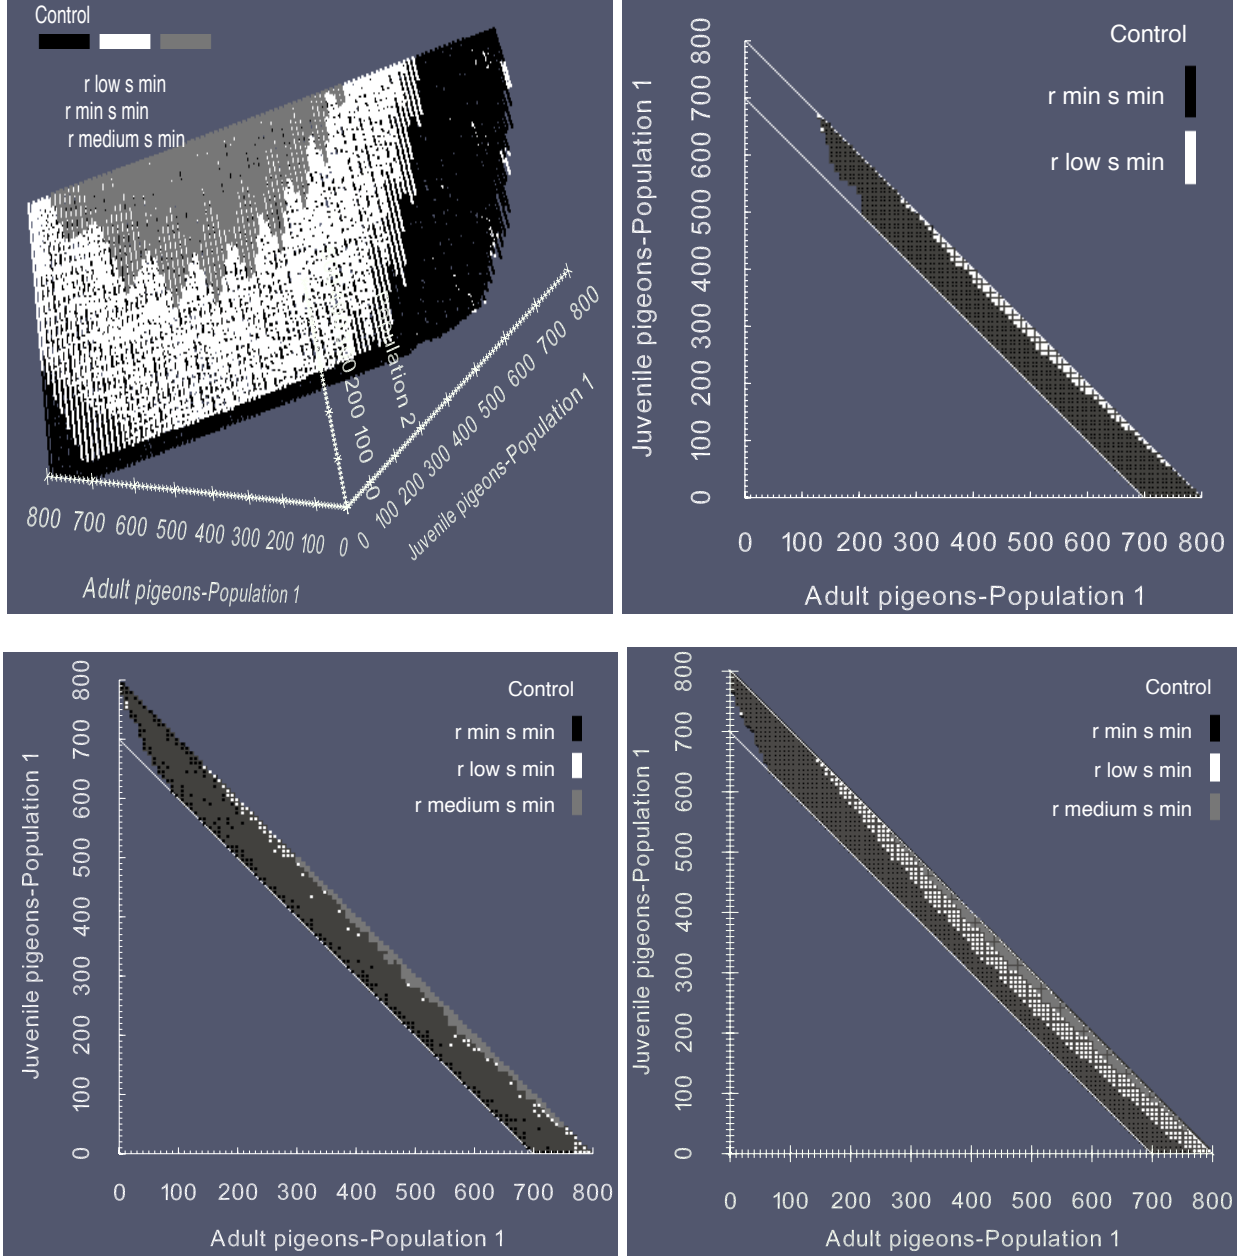 Control
r low s min
r min s min
r medium s min
800 700 600 500 400 300 200 100 0
Adult pigeons-Population 1
0 100 200 300 400 500 600 700 800
Juvenile pigeons-Population 1
0 100 200
2
Control
r min s min
r low s min
0 100 200 300 400 500 600 700 800
Juvenile pigeons-Population 1
0 100 200 300 400 500 600 700 800
Adult pigeons-Population 1
Control
r min s min
r low s min
r medium s min
0 100 200 300 400 500 600 700 800
Juvenile pigeons-Population 1
0 100 200 300 400 500 600 700 800
Adult pigeons-Population 1
Control
r min s min
r low s min
r medium s min
0 100 200 300 400 500 600 700 800
Juvenile pigeons-Population 1
0 100 200 300 400 500 600 700 800
Adult pigeons-Population 1